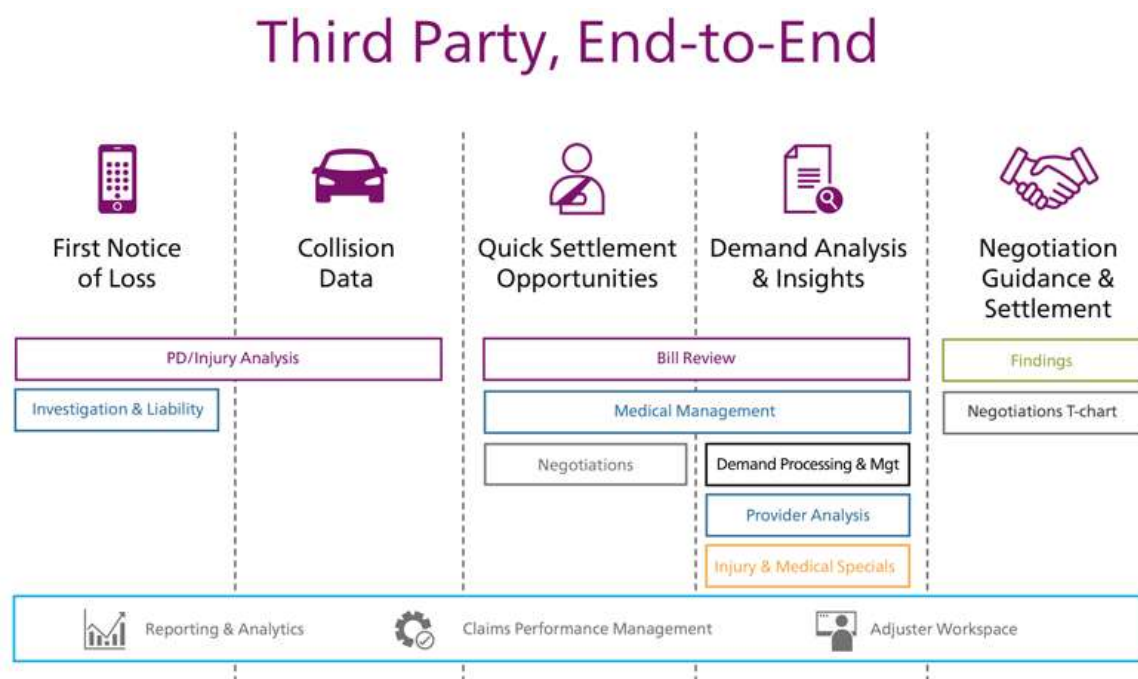 Third Party, End-to-End
First Notice
of Loss
Collision
Data
Quick Settlement
Opportunities
Demand Analysis
& Insights
Negotiation
Guidance &
Settlement
PD/Injury Analysis
Bill Review
Findings
Investigation & Liability
Medical Management
Negotiations T-chart
Negotiations
Demand Processing & Mgt
Provider Analysis
Injury & Medical Specials
Reporting & Analytics
Claims Performance Management
Adjuster Workspace